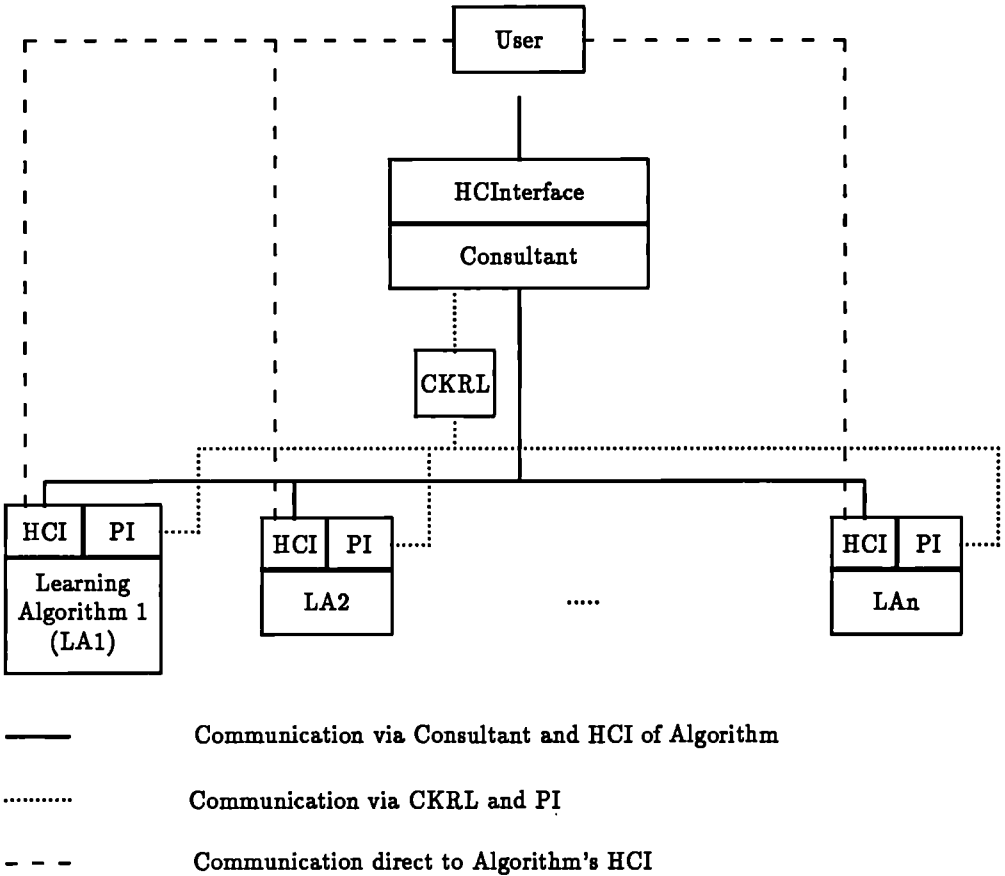 User
HCInterface
Consultant
CKRL
HCI PI
Learning
Algorithm 1
(LA1)
HCI PI
LA2
.....
HCI PI
LAn
Communication via Consultant and HCI of Algorithm
Communication via CKRL and PI
Communication direct to Algorithm's HCI